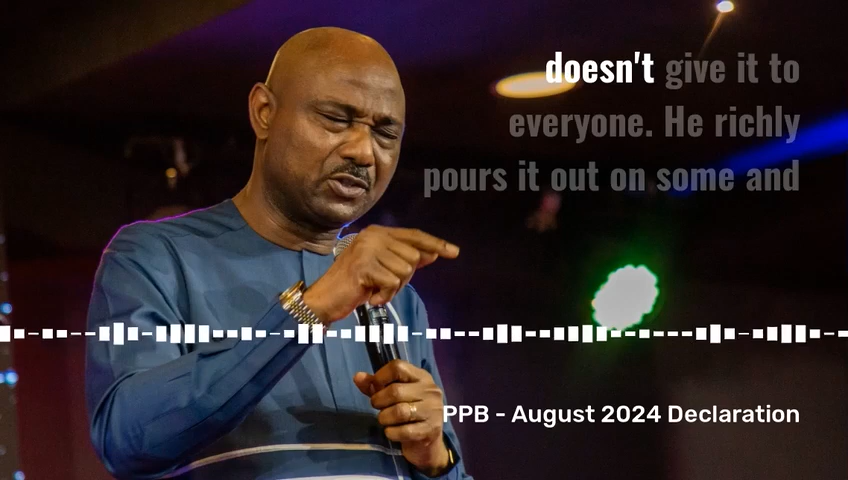 doesn't give it to
everyone. He richly
pours it out on some and
PPB - August 2024 Declaration